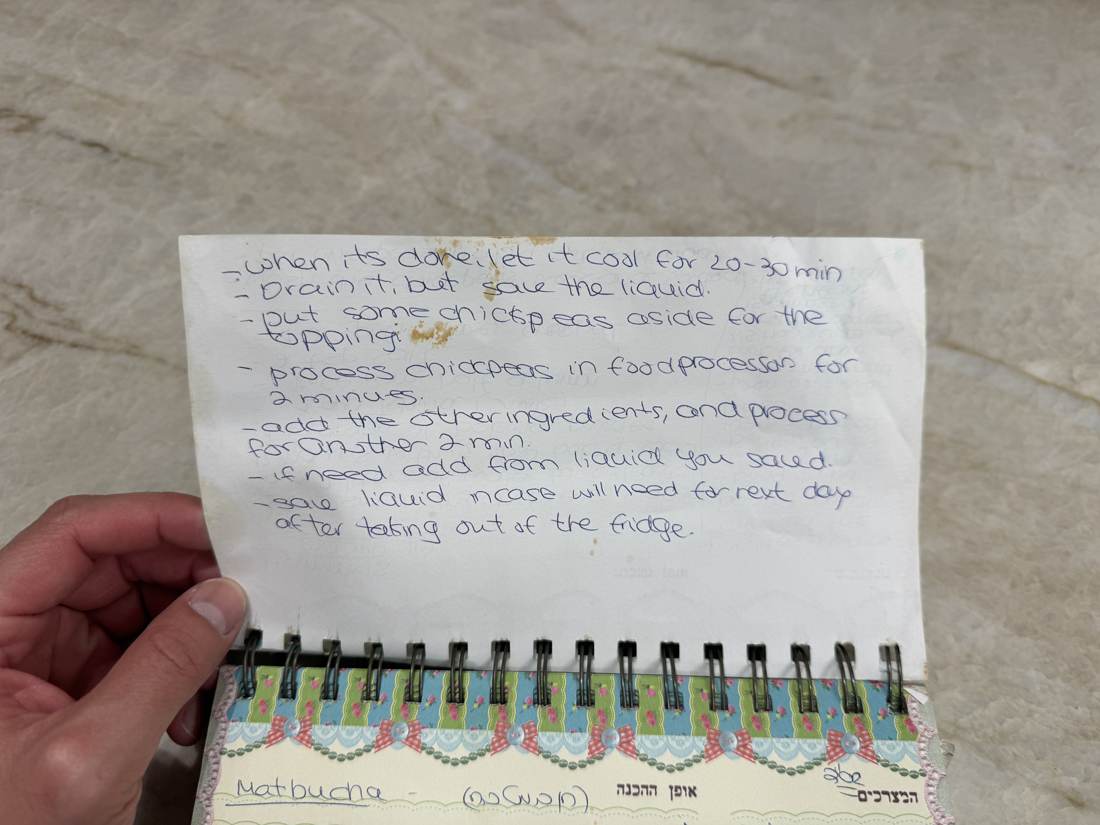 - when its done, let it cool for 20-30 min
- Drain it, but save the liquid.
- put some chickpeas aside for the
topping.
- process chickpeas in foodprocessor for
2 minutes.
- add the other ingredients, and process
for another 2 min.
- if need add from liquid you saved.
- save liquid incase will need for next day
after taking out of the fridge.
Matbucha -
אופן ההכנה
המצרכים